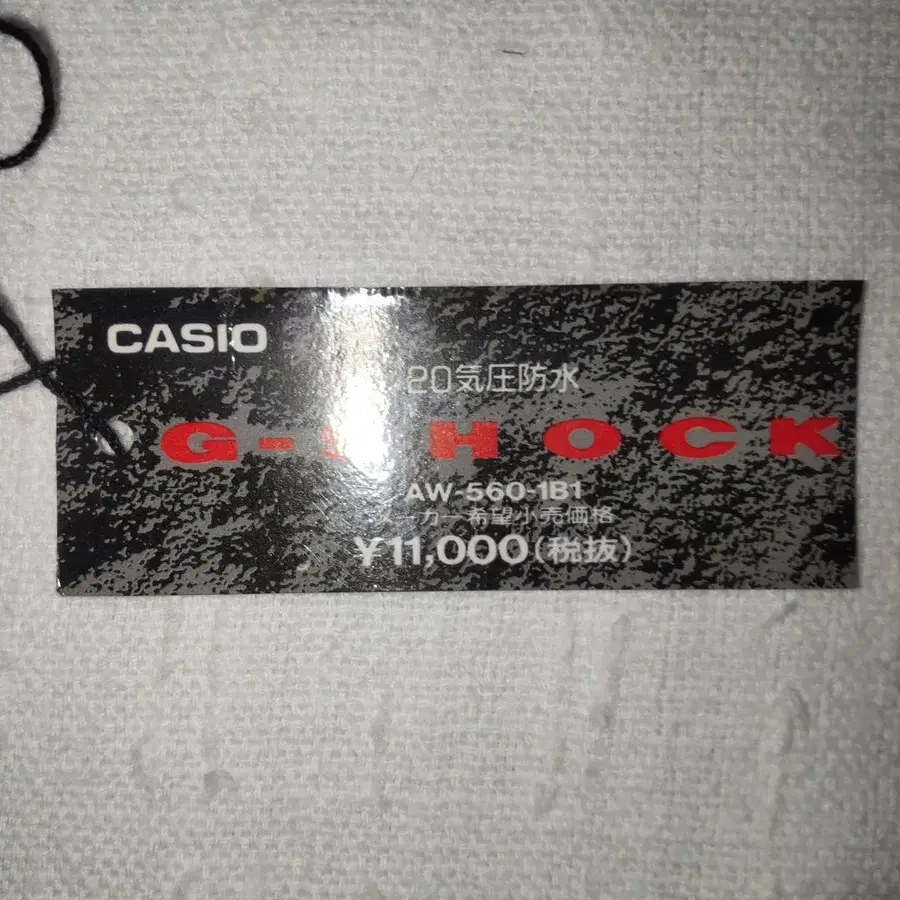 CASIO
20気圧防水
G-SHOCK
AW-560-1B1
メーカー希望小売価格
¥11,000(税抜)